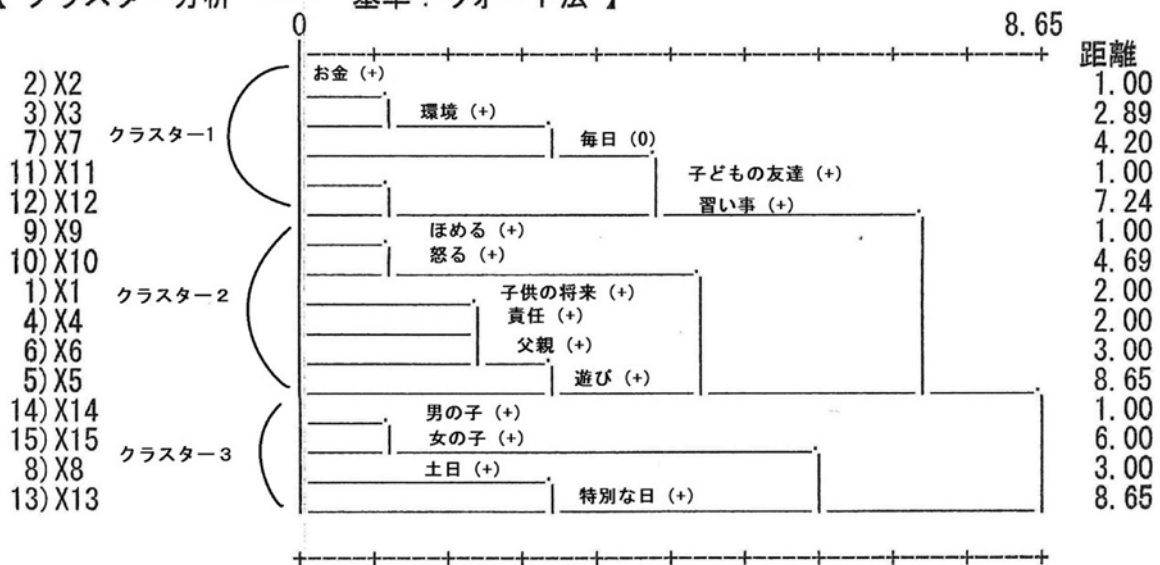 【 クラスター分析 ----- 基準：ウォード法 】
0 8.65
距離
お金 (+)
2) X2 1.00
3) X3 環境 (+) 2.89
7) X7 クラスター1 毎日 (0) 4.20
11) X11 子どもの友達 (+) 1.00
12) X12 習い事 (+) 7.24
9) X9 ほめる (+) 1.00
10) X10 怒る (+) 4.69
1) X1 クラスター2 子供の将来 (+) 2.00
4) X4 責任 (+) 2.00
6) X6 父親 (+) 3.00
5) X5 遊び (+) 8.65
14) X14 男の子 (+) 1.00
15) X15 クラスター3 女の子 (+) 6.00
8) X8 土日 (+) 3.00
13) X13 特別な日 (+) 8.65